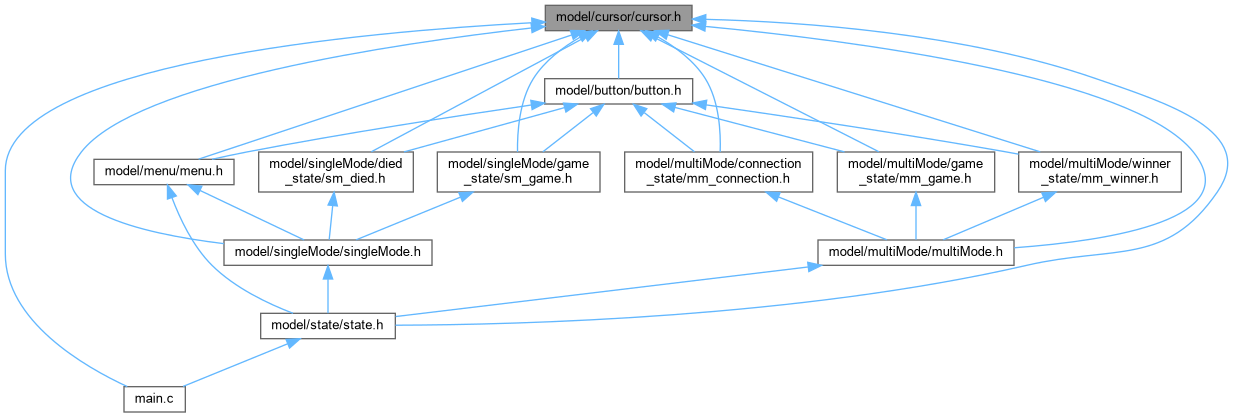 model/cursor/cursor.h
model/button/button.h
model/menu/menu.h
model/singleMode/died
_state/sm_died.h
model/singleMode/game
_state/sm_game.h
model/multiMode/connection
_state/mm_connection.h
model/multiMode/game
_state/mm_game.h
model/multiMode/winner
_state/mm_winner.h
model/singleMode/singleMode.h
model/multiMode/multiMode.h
model/state/state.h
main.c